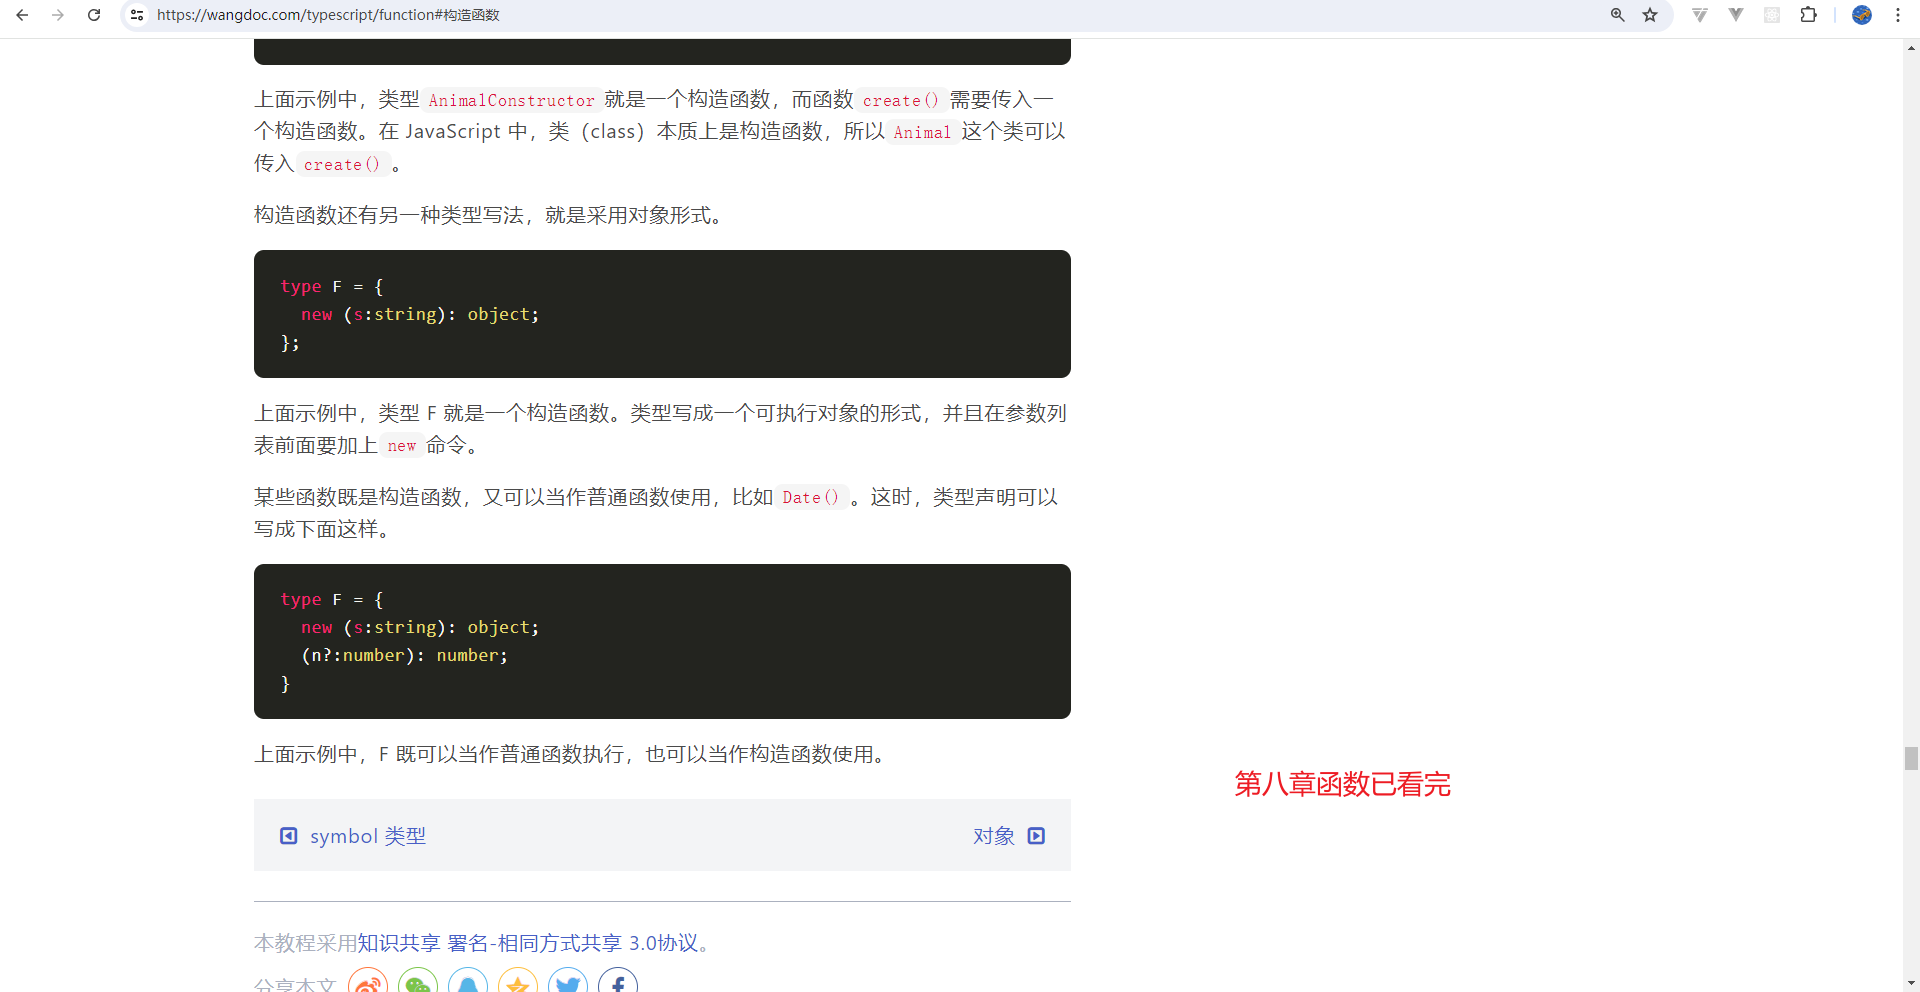 https://wangdoc.com/typescript/function#构造函数
上面示例中，类型 AnimalConstructor 就是一个构造函数，而函数 create() 需要传入一
个构造函数。在 JavaScript 中，类（class）本质上是构造函数，所以 Animal 这个类可以
传入 create() 。
构造函数还有另一种类型写法，就是采用对象形式。
type F = {
  new (s:string): object;
};
上面示例中，类型 F 就是一个构造函数。类型写成一个可执行对象的形式，并且在参数列
表前面要加上 new 命令。
某些函数既是构造函数，又可以当作普通函数使用，比如 Date() 。这时，类型声明可以
写成下面这样。
type F = {
  new (s:string): object;
  (n?:number): number;
}
上面示例中，F 既可以当作普通函数执行，也可以当作构造函数使用。
第八章函数已看完
symbol 类型
对象
本教程采用知识共享 署名-相同方式共享 3.0协议。
分享本文